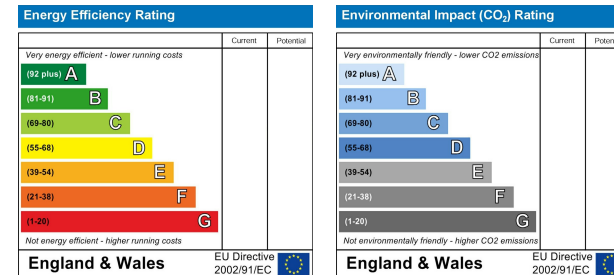 Energy Efficiency Rating
Current Potential
Very energy efficient - lower running costs
(92 plus) A
(81-91) B
(69-80) C
(55-68) D
(39-54) E
(21-38) F
(1-20) G
Not energy efficient - higher running costs
England & Wales
EU Directive
2002/91/EC
Environmental Impact (CO₂) Rating
Current Poten
Very environmentally friendly - lower CO2 emissions
(92 plus) A
(81-91) B
(69-80) C
(55-68) D
(39-54) E
(21-38) F
(1-20) G
Not environmentally friendly - higher CO2 emissions
England & Wales
EU Directive
2002/91/EC